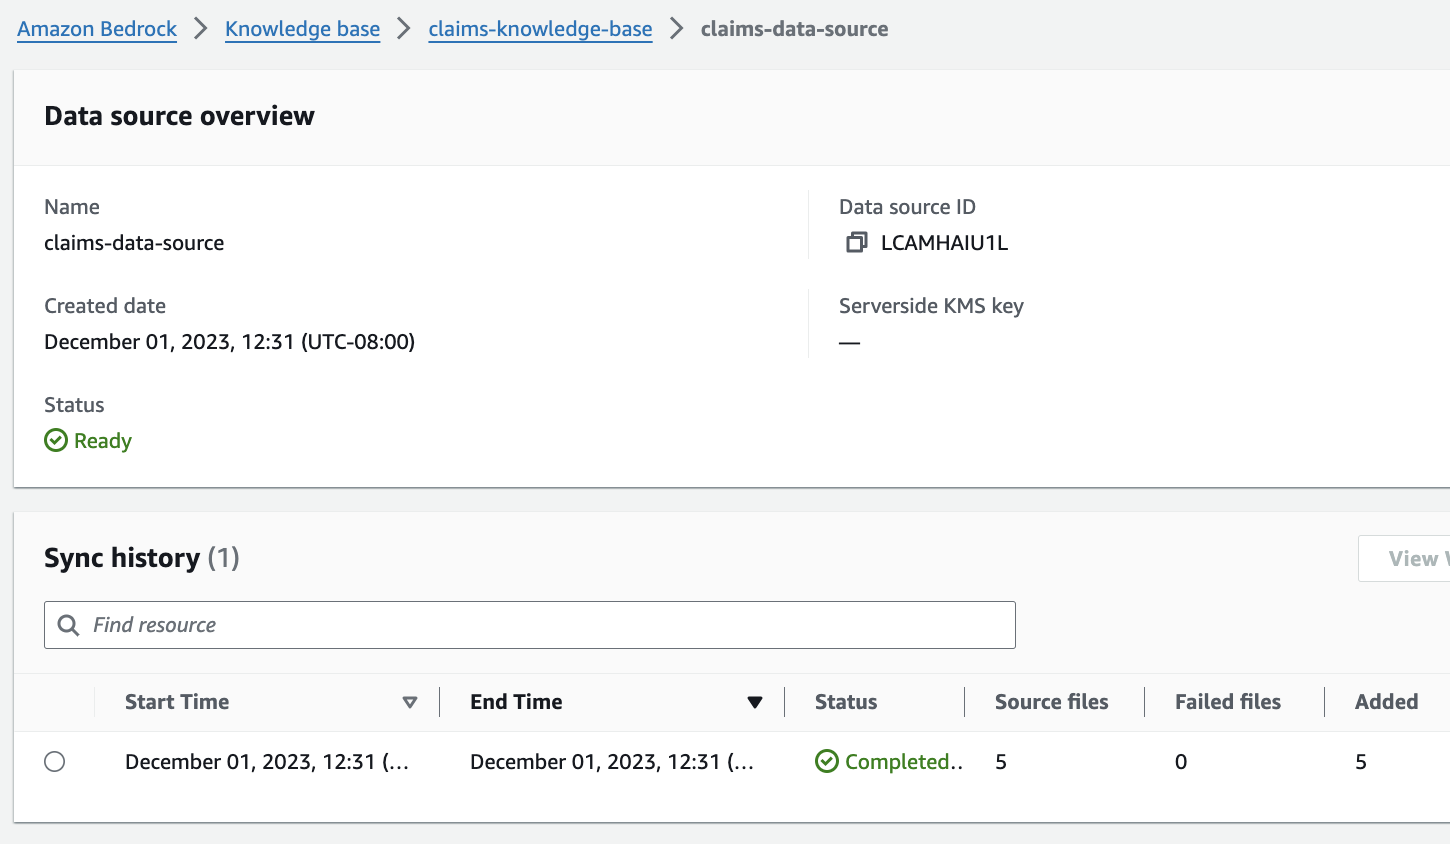 Amazon Bedrock > Knowledge base > claims-knowledge-base > claims-data-source
Data source overview
Name
claims-data-source
Data source ID
LCAMHAIU1L
Created date
December 01, 2023, 12:31 (UTC-08:00)
Serverside KMS key
—
Status
Ready
Sync history (1)
View
Find resource
Start Time End Time Status Source files Failed files Added
December 01, 2023, 12:31 (... December 01, 2023, 12:31 (... Completed.. 5 0 5